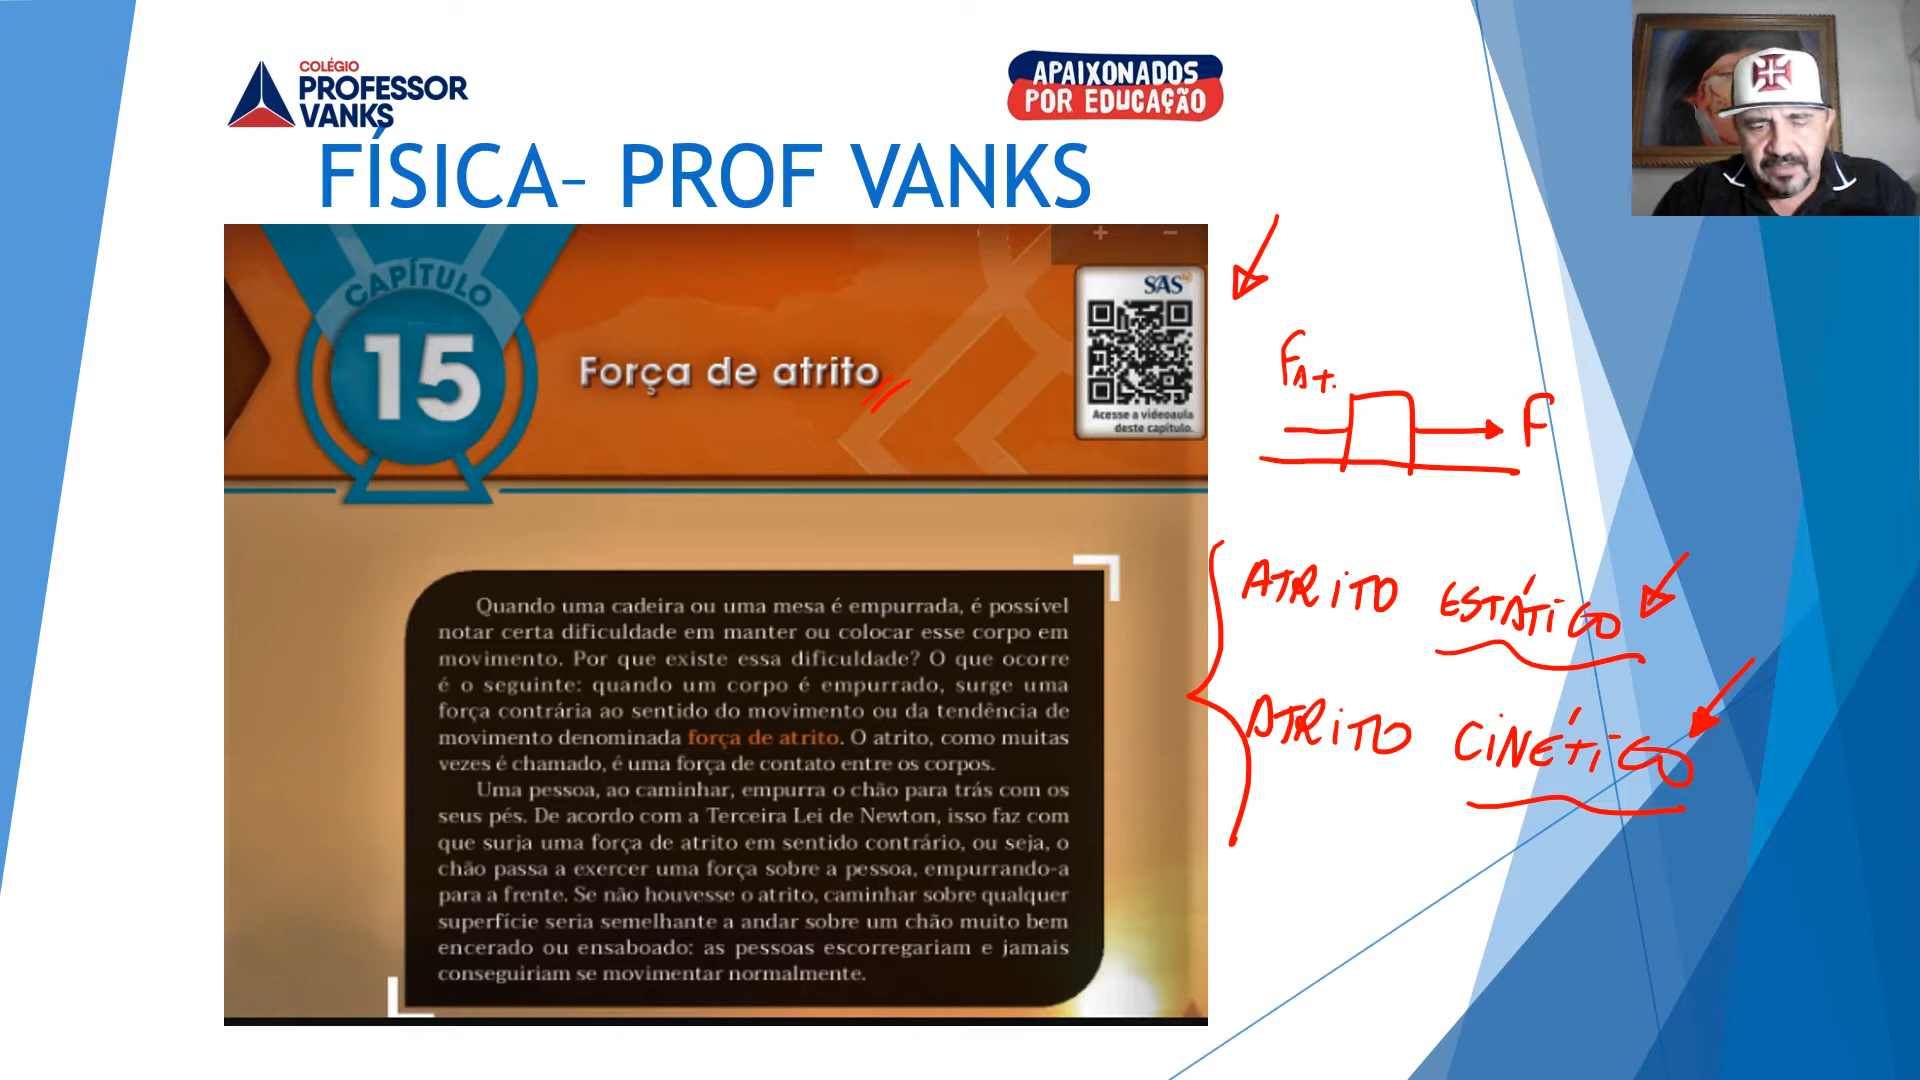 COLÉGIO
PROFESSOR
VANKS
APAIXONADOS
POR EDUCAÇÃO
FÍSICA– PROF VANKS
CAPÍTULO
15
Força de atrito
SAS
Acesse a videoaula
deste capítulo.
Quando uma cadeira ou uma mesa é empurrada, é possível
notar certa dificuldade em manter ou colocar esse corpo em
movimento. Por que existe essa dificuldade? O que ocorre
é o seguinte: quando um corpo é empurrado, surge uma
força contrária ao sentido do movimento ou da tendência de
movimento denominada força de atrito. O atrito, como muitas
vezes é chamado, é uma força de contato entre os corpos.
Uma pessoa, ao caminhar, empurra o chão para trás com os
seus pés. De acordo com a Terceira Lei de Newton, isso faz com
que surja uma força de atrito em sentido contrário, ou seja, o
chão passa a exercer uma força sobre a pessoa, empurrando-a
para a frente. Se não houvesse o atrito, caminhar sobre qualquer
superfície seria semelhante a andar sobre um chão muito bem
encerado ou ensaboado: as pessoas escorregariam e jamais
conseguiriam se movimentar normalmente.
FAT.
F
ATRITO ESTÁTICO
ATRITO CINÉTICO